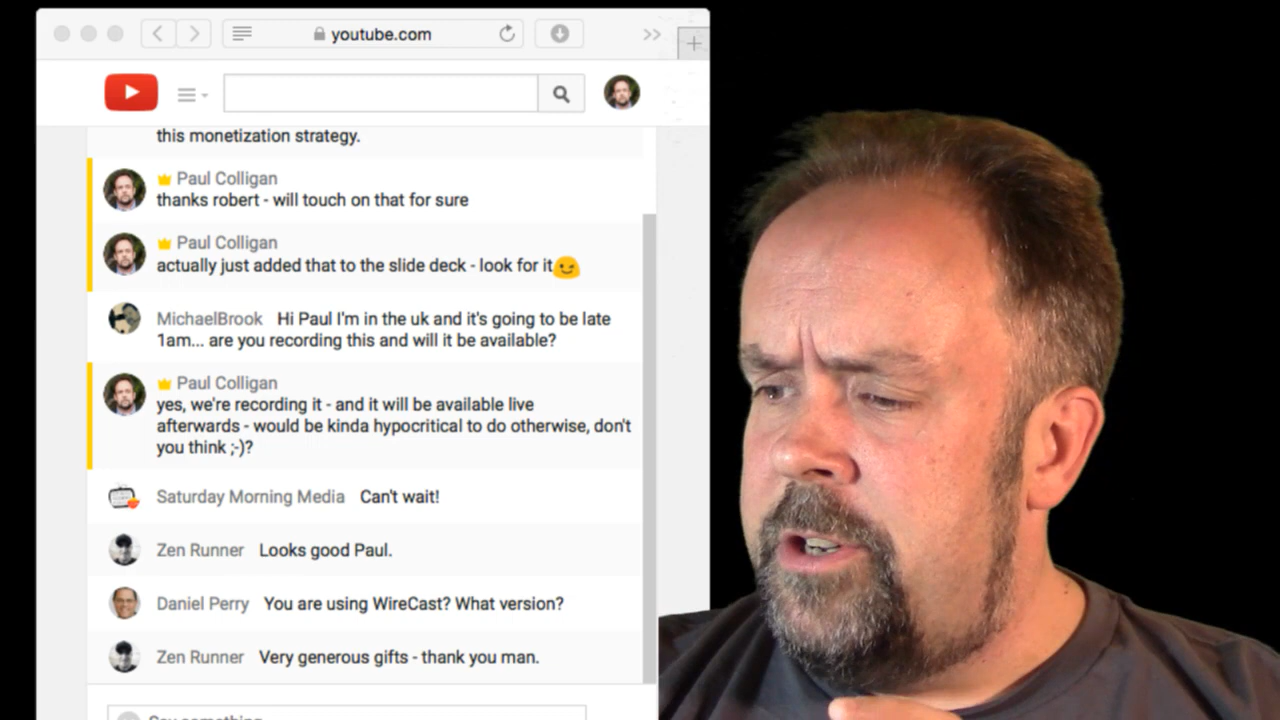 youtube.com
this monetization strategy.
Paul Colligan
thanks robert - will touch on that for sure
Paul Colligan
actually just added that to the slide deck - look for it😉
MichaelBrook Hi Paul I'm in the uk and it's going to be late
1am... are you recording this and will it be available?
Paul Colligan
yes, we're recording it - and it will be available live
afterwards - would be kinda hypocritical to do otherwise, don't
you think ;-)?
Saturday Morning Media Can't wait!
Zen Runner Looks good Paul.
Daniel Perry You are using WireCast? What version?
Zen Runner Very generous gifts - thank you man.
Say something